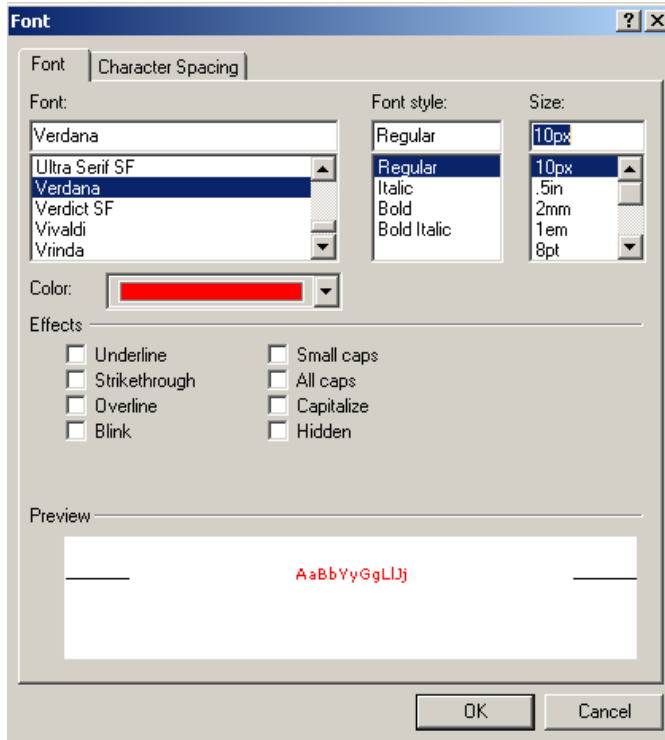 Font
Font Character Spacing
Font: Font style: Size:
Verdana Regular 10px
Ultra Serif SF Regular 10px
Verdana Italic .5in
Verdict SF Bold 2mm
Vivaldi Bold Italic 1em
Vrinda 8pt
Color:
Effects
Underline Small caps
Strikethrough All caps
Overline Capitalize
Blink Hidden
Preview
AaBbYyGgLlJj
OK Cancel